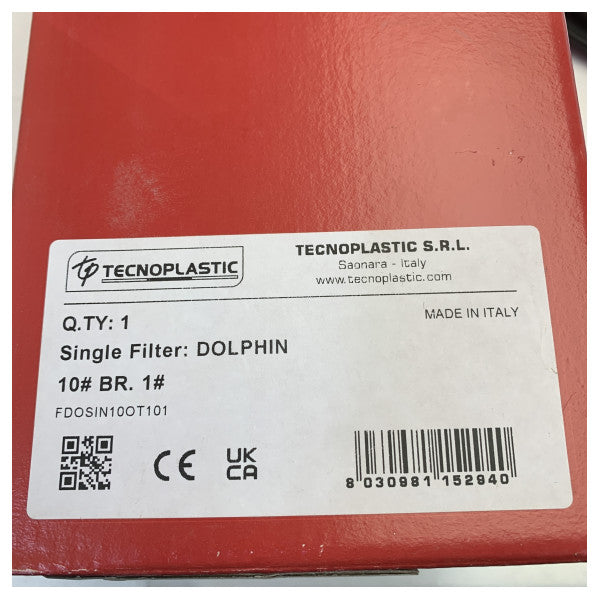 tp TECNOPLASTIC
TECNOPLASTIC S.R.L.
Saonara - Italy
www.tecnoplastic.com
Q.TY: 1
MADE IN ITALY
Single Filter: DOLPHIN
10# BR. 1#
FDOSIN10OT101
CE
UK
CA
8 030981 152940